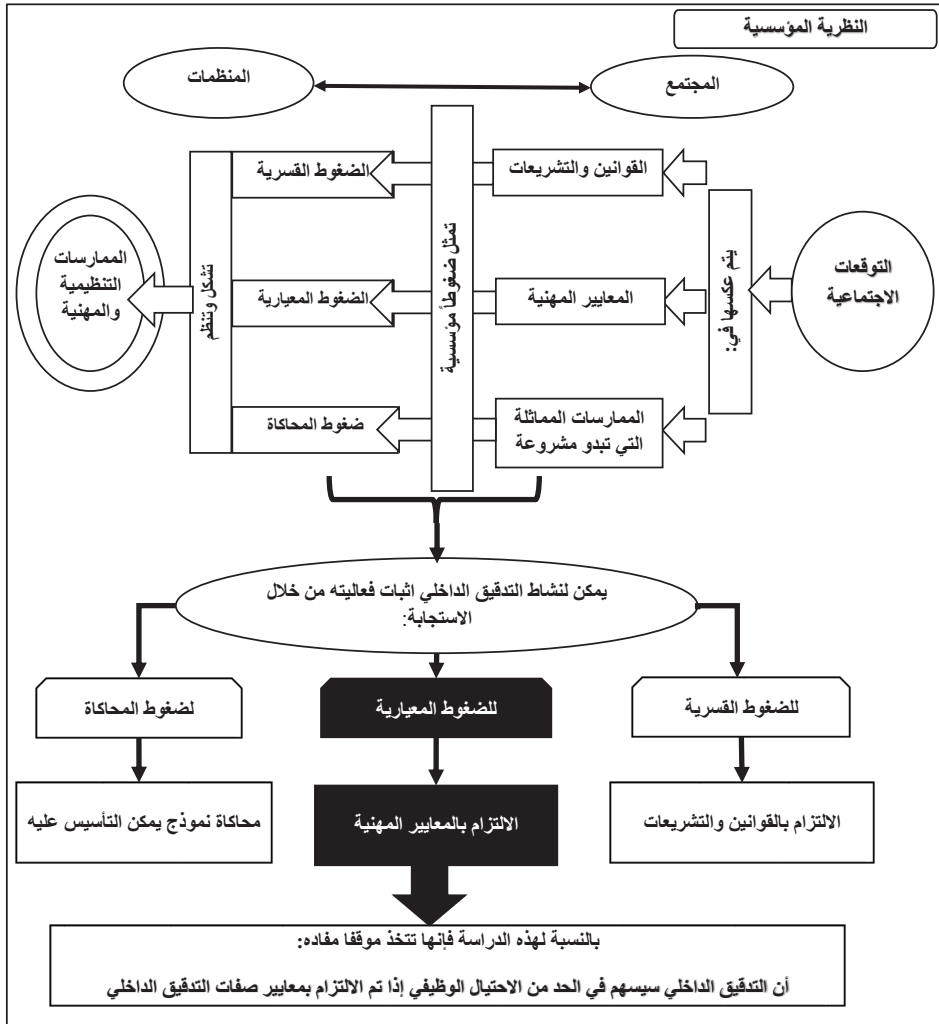 النظرية المؤسسية
المجتمع
المنظمات
التوقعات
الاجتماعية
يتم عكسها في:
القوانين والتشريعات
المعايير المهنية
الممارسات المماثلة
التي تبدو مشروعة
تمثل ضغوطاً مؤسسية
الضغوط القسرية
الضغوط المعيارية
ضغوط المحاكاة
تشكل وتنظم
الممارسات
التنظيمية
والمهنية
يمكن لنشاط التدقيق الداخلي اثبات فعاليته من خلال
الاستجابة:
للضغوط القسرية
للضغوط المعيارية
لضغوط المحاكاة
الالتزام بالقوانين والتشريعات
الالتزام بالمعايير المهنية
محاكاة نموذج يمكن التأسيس عليه
بالنسبة لهذه الدراسة فإنها تتخذ موقفا مفاده:
أن التدقيق الداخلي سيسهم في الحد من الاحتيال الوظيفي إذا تم الالتزام بمعايير صفات التدقيق الداخلي